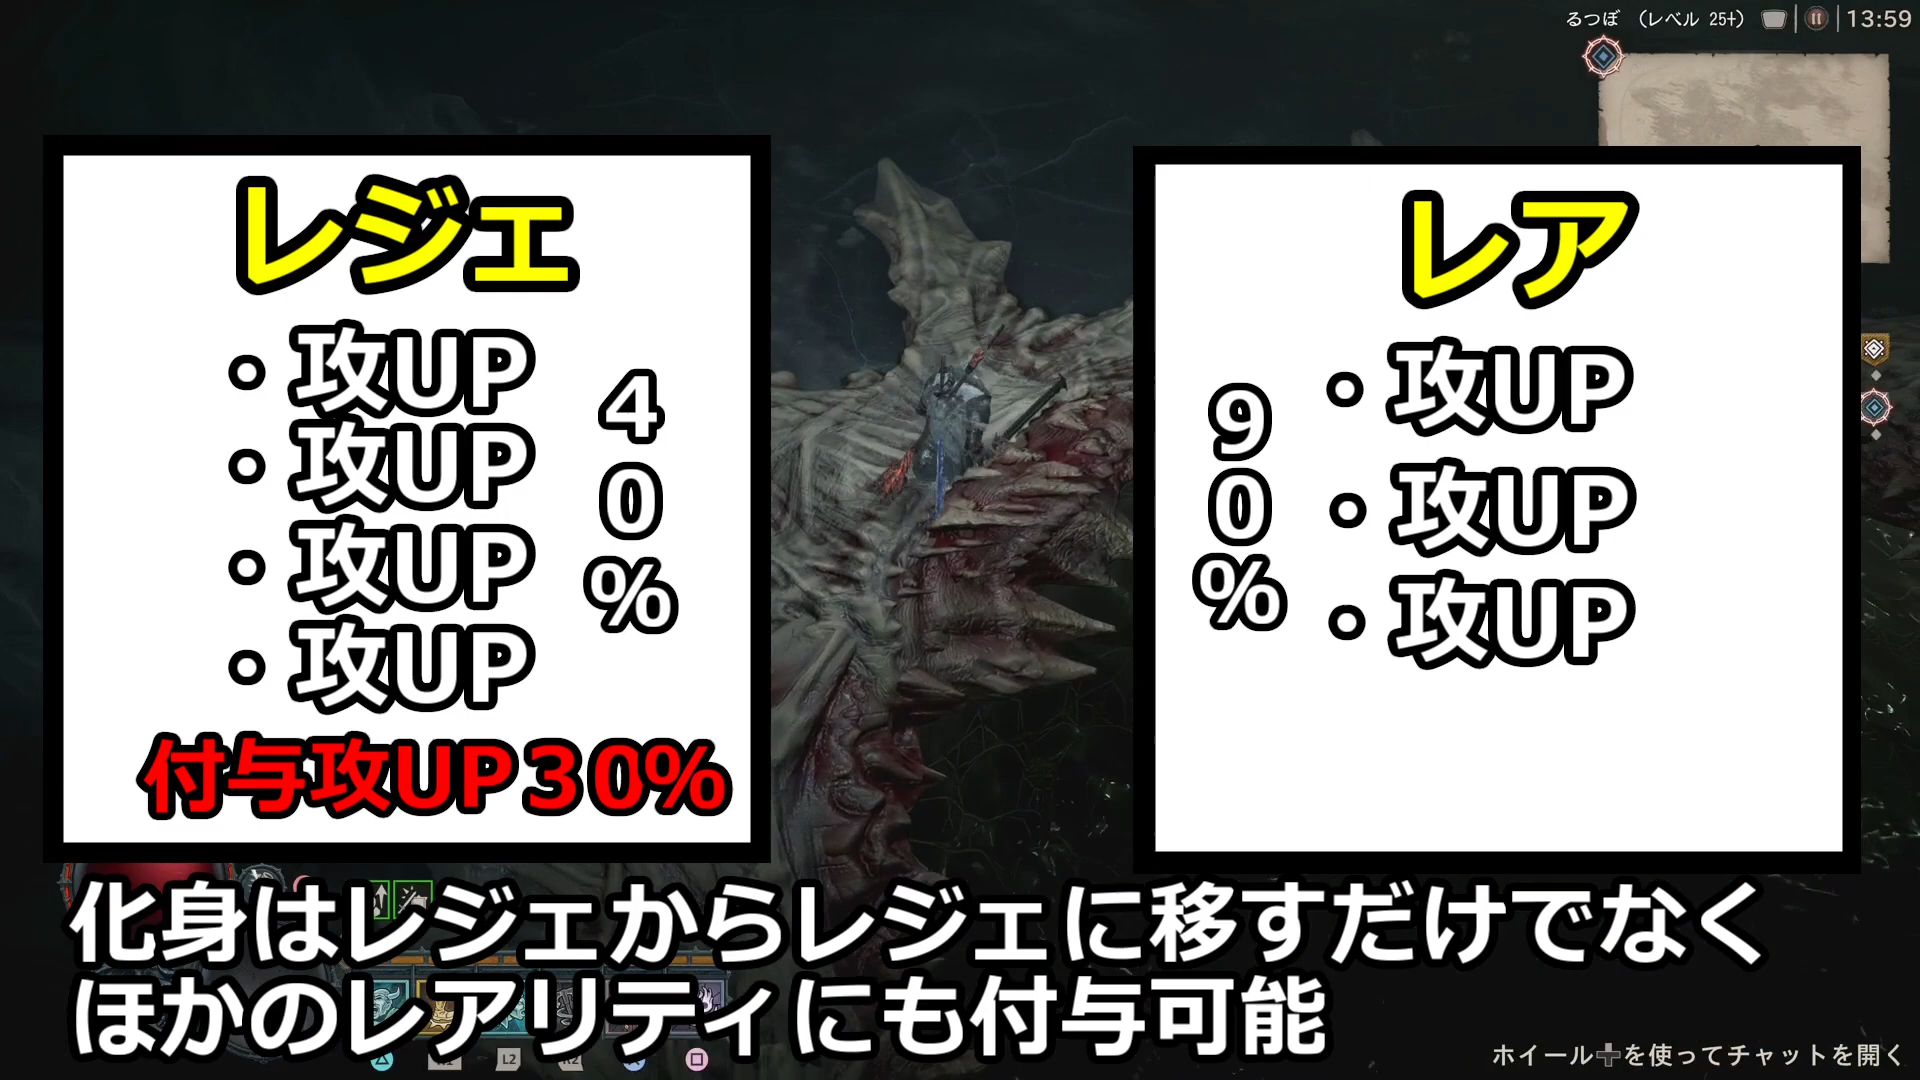 るつぼ （レベル 25+） 13:59
レジェ
・攻UP
・攻UP
・攻UP
・攻UP
40%
付与攻UP30%
レア
90%
・攻UP
・攻UP
・攻UP
化身はレジェからレジェに移すだけでなく
ほかのレアリティにも付与可能
L2
ホイール✚を使ってチャットを開く